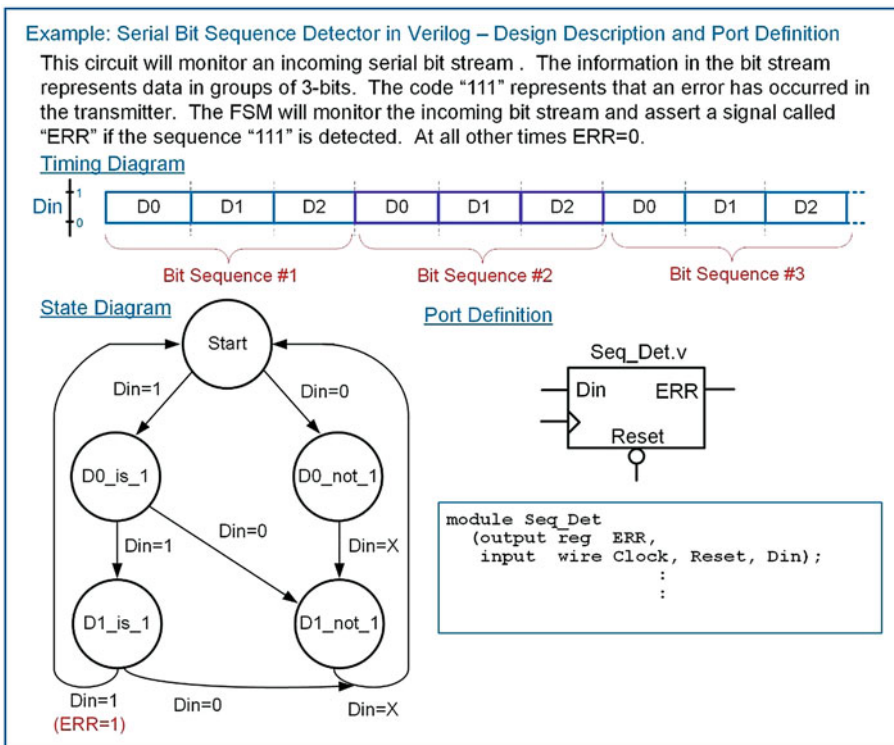 Example: Serial Bit Sequence Detector in Verilog – Design Description and Port Definition
This circuit will monitor an incoming serial bit stream . The information in the bit stream
represents data in groups of 3-bits. The code “111” represents that an error has occurred in
the transmitter. The FSM will monitor the incoming bit stream and assert a signal called
“ERR” if the sequence “111” is detected. At all other times ERR=0.
Timing Diagram
Din 1 0 D0 D1 D2 D0 D1 D2 D0 D1 D2
Bit Sequence #1 Bit Sequence #2 Bit Sequence #3
State Diagram
Start
Din=1 Din=0
D0_is_1 D0_not_1
Din=1 Din=0 Din=X
D1_is_1 D1_not_1
Din=1 Din=0 Din=X
(ERR=1)
Port Definition
Seq_Det.v
Din ERR
Reset
module Seq_Det
(output reg ERR,
input wire Clock, Reset, Din);
:
: